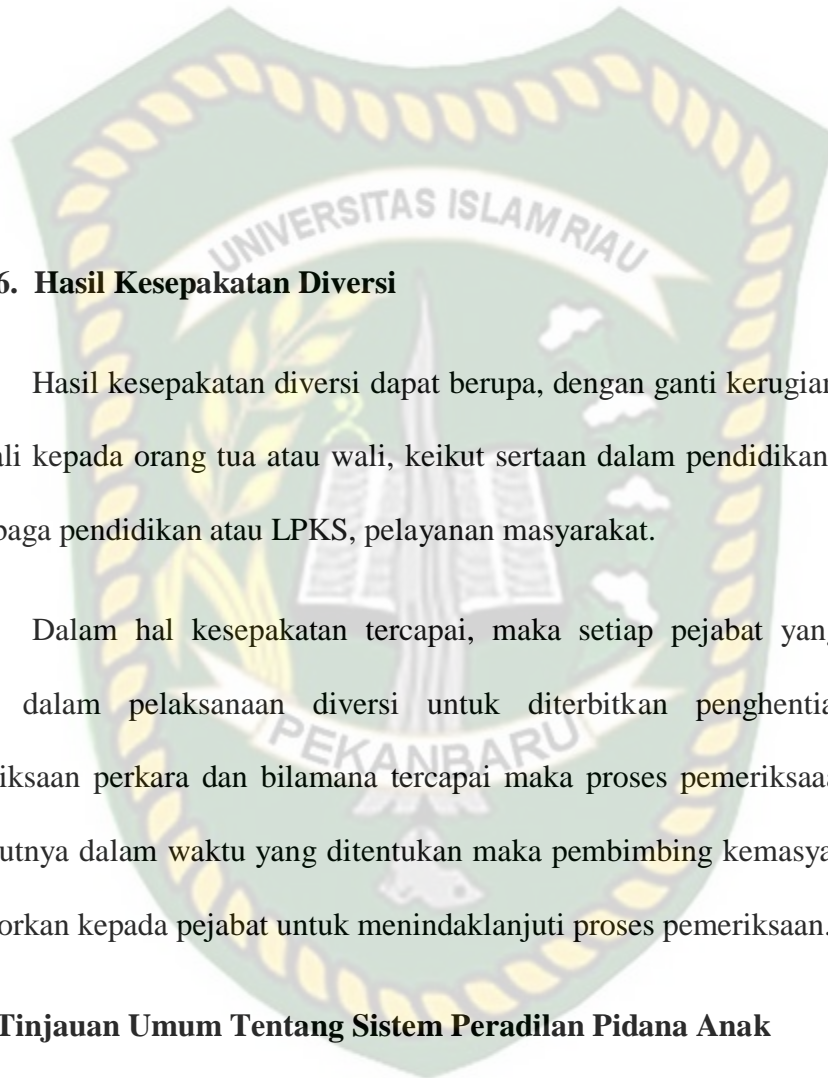 UNIVERSITAS ISLAM RIAU
6. Hasil Kesepakatan Diversi
Hasil kesepakatan diversi dapat berupa, dengan ganti kerugian
ali kepada orang tua atau wali, keikut sertaan dalam pendidikan
baga pendidikan atau LPKS, pelayanan masyarakat.
Dalam hal kesepakatan tercapai, maka setiap pejabat yang
dalam pelaksanaan diversi untuk diterbitkan penghentia
PEKANBARU
iksaan perkara dan bilamana tercapai maka proses pemeriksaa
utnya dalam waktu yang ditentukan maka pembimbing kemasya
orkan kepada pejabat untuk menindaklanjuti proses pemeriksaan.
Tinjauan Umum Tentang Sistem Peradilan Pidana Anak